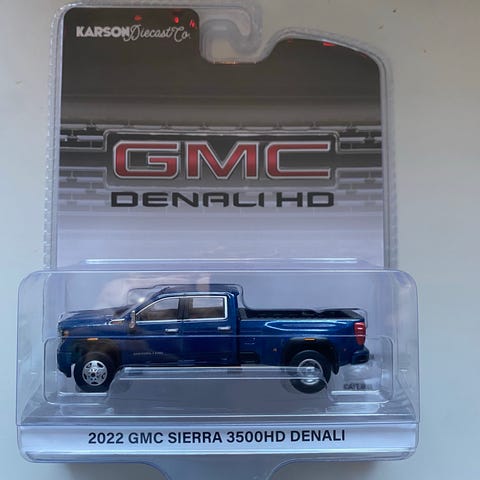 KARSON Diecast Co.
GMC
DENALI HD
2022 GMC SIERRA 3500HD DENALI